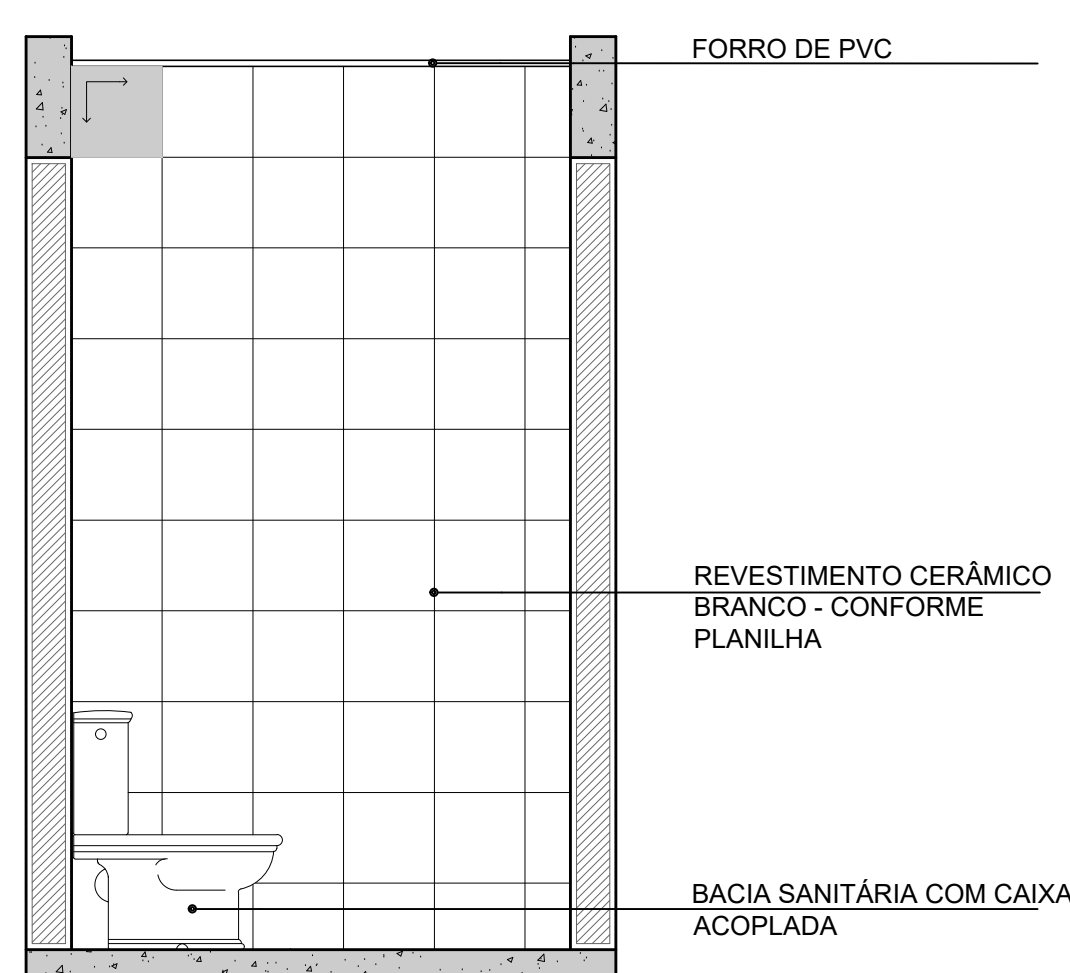 FORRO DE PVC
REVESTIMENTO CERÂMICO
BRANCO - CONFORME
PLANILHA
BACIA SANITÁRIA COM CAIXA
ACOPLADA